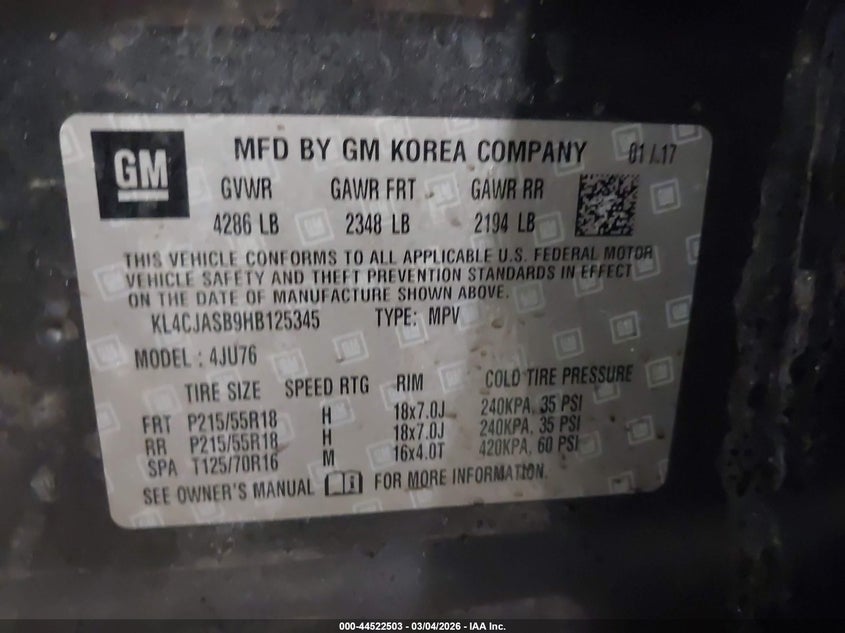 GM MFD BY GM KOREA COMPANY 01/17
GVWR GAWR FRT GAWR RR
4286 LB 2348 LB 2194 LB
THIS VEHICLE CONFORMS TO ALL APPLICABLE U.S. FEDERAL MOTOR
VEHICLE SAFETY AND THEFT PREVENTION STANDARDS IN EFFECT
ON THE DATE OF MANUFACTURE SHOWN ABOVE.
KL4CJASB9HB125345 TYPE: MPV
MODEL : 4JU76
TIRE SIZE SPEED RTG RIM COLD TIRE PRESSURE
FRT P215/55R18 H 18x7.0J 240KPA, 35 PSI
RR P215/55R18 H 18x7.0J 240KPA, 35 PSI
SPA T125/70R16 M 16x4.0T 420KPA, 60 PSI
SEE OWNER'S MANUAL FOR MORE INFORMATION.
000-44522503 - 03/04/2026 - IAA Inc.